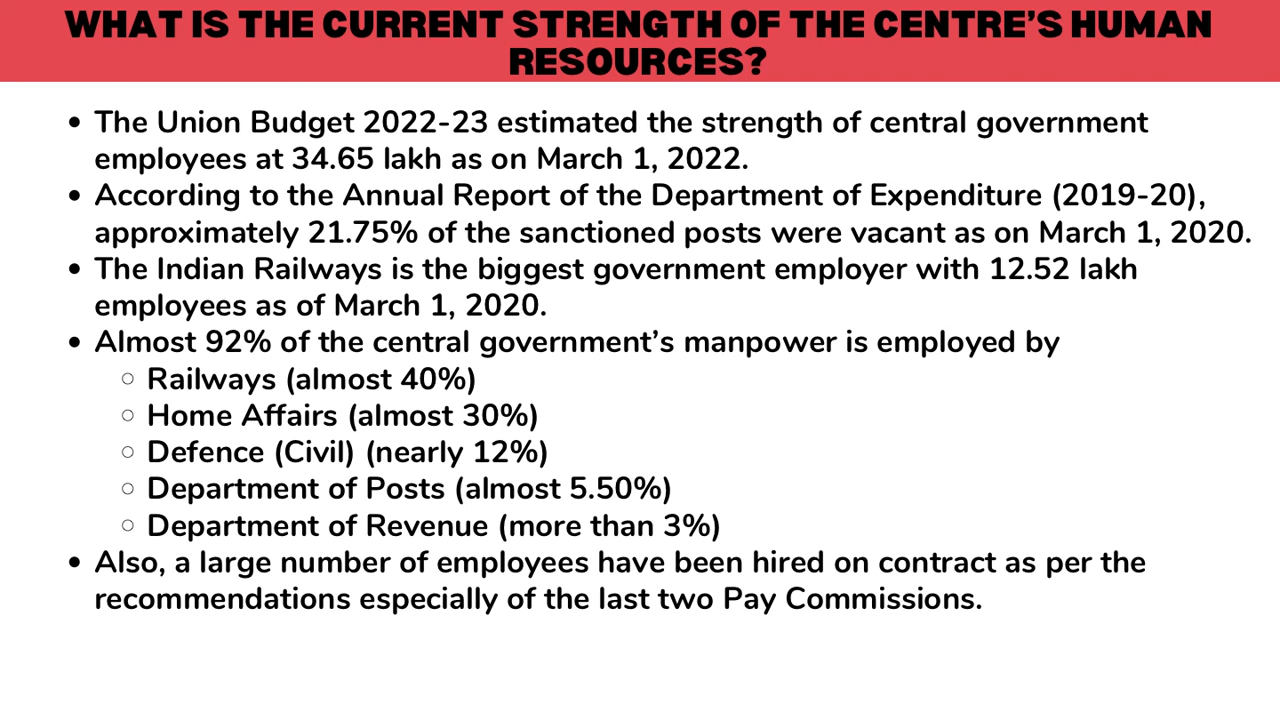 WHAT IS THE CURRENT STRENGTH OF THE CENTRE'S HUMAN
RESOURCES?
• The Union Budget 2022-23 estimated the strength of central government
employees at 34.65 lakh as on March 1, 2022.
• According to the Annual Report of the Department of Expenditure (2019-20),
approximately 21.75% of the sanctioned posts were vacant as on March 1, 2020.
• The Indian Railways is the biggest government employer with 12.52 lakh
employees as of March 1, 2020.
• Almost 92% of the central government's manpower is employed by
○ Railways (almost 40%)
○ Home Affairs (almost 30%)
○ Defence (Civil) (nearly 12%)
○ Department of Posts (almost 5.50%)
○ Department of Revenue (more than 3%)
• Also, a large number of employees have been hired on contract as per the
recommendations especially of the last two Pay Commissions.